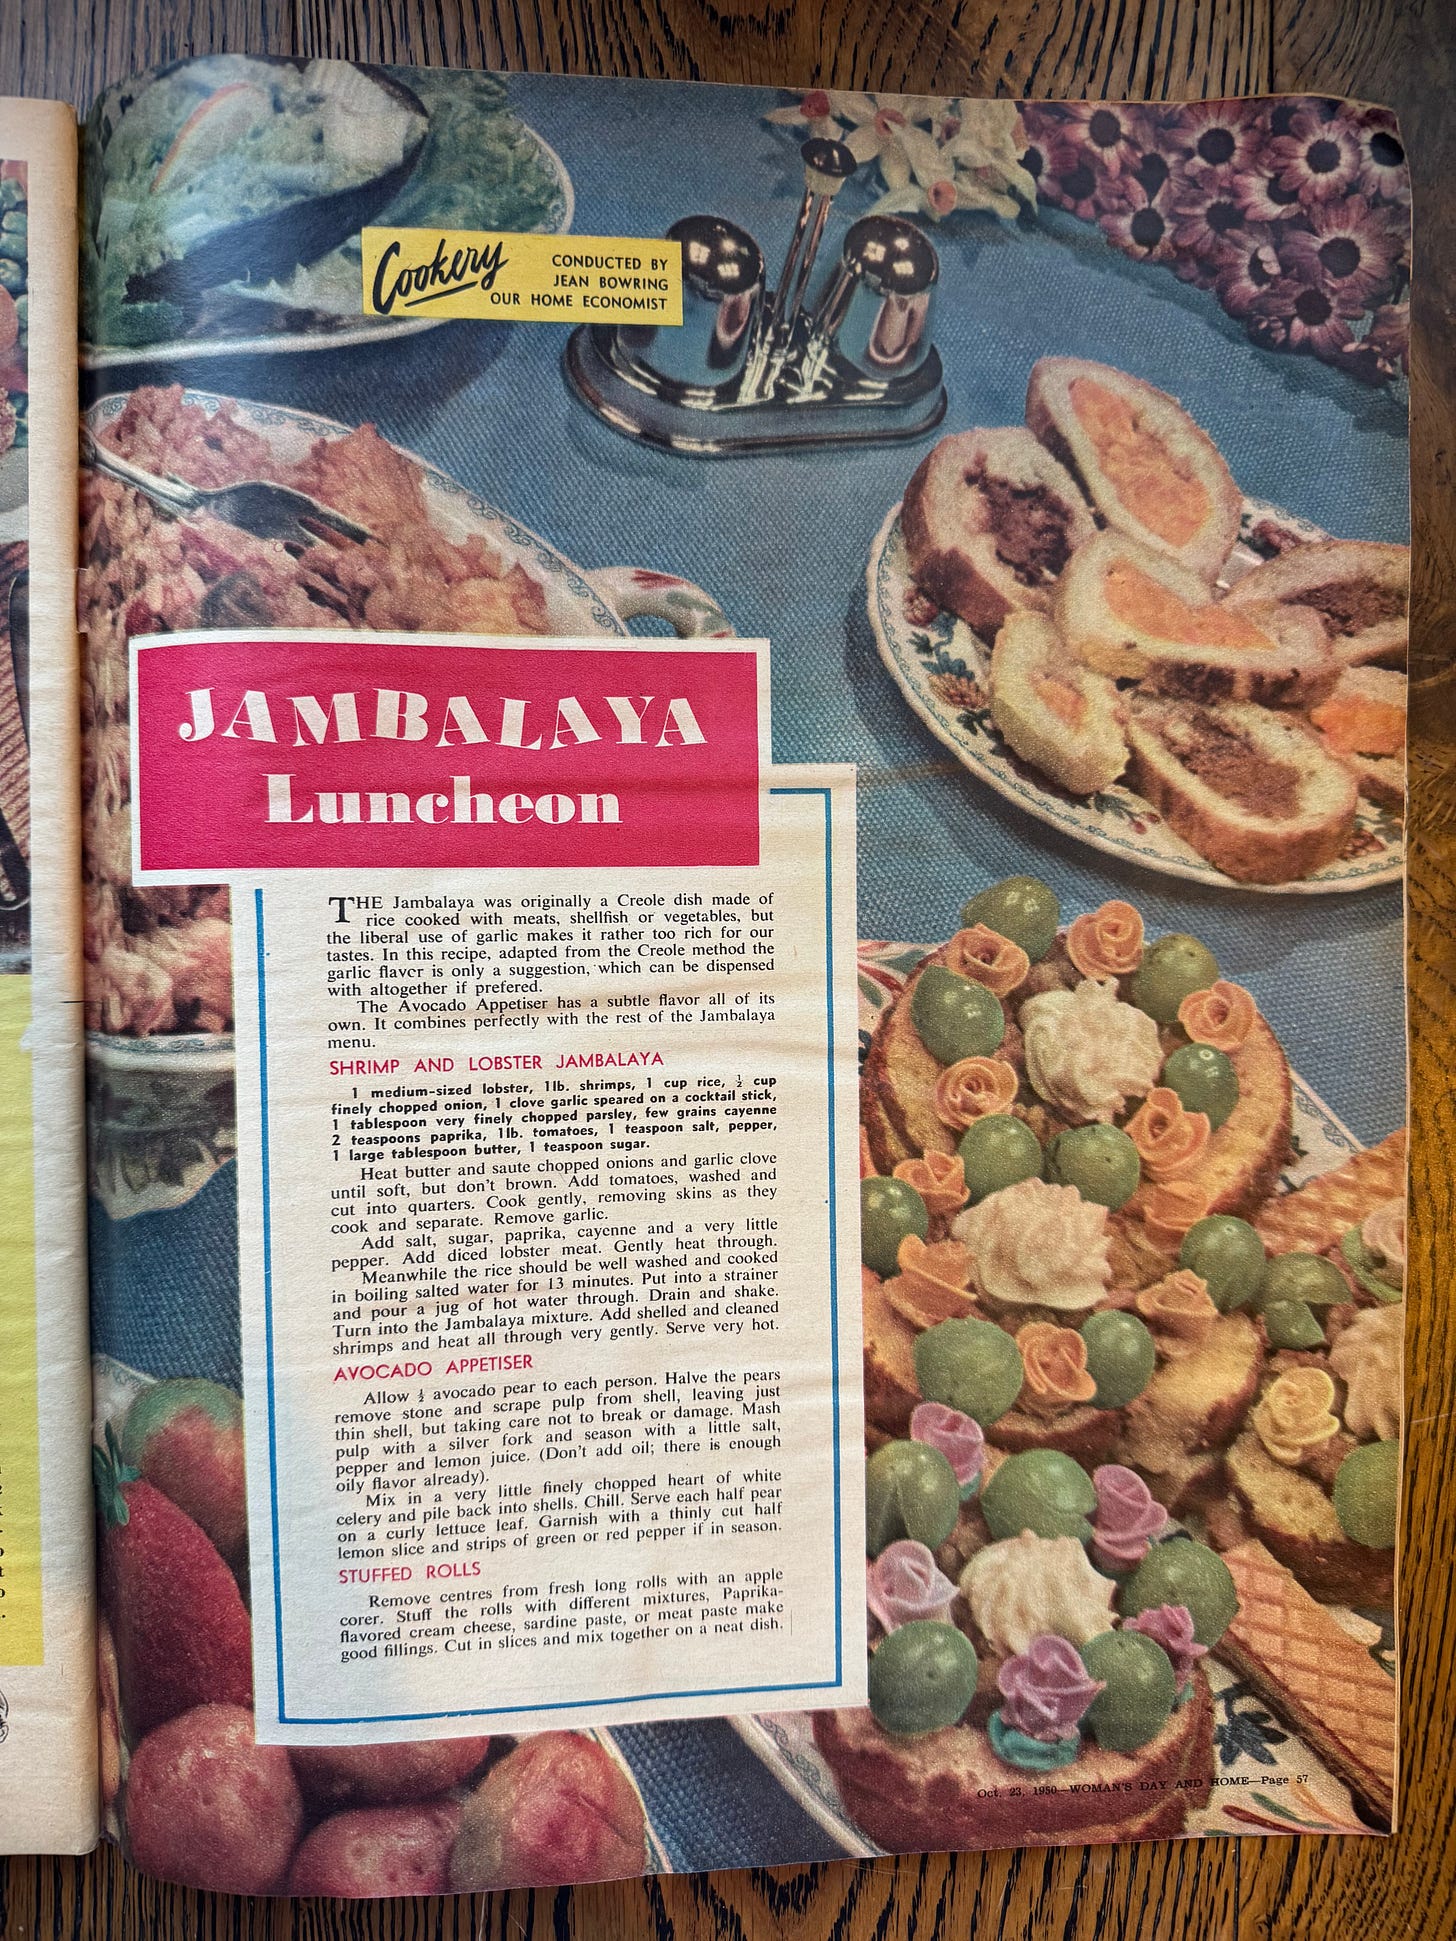 Cookery
CONDUCTED BY
JEAN BOWRING
OUR HOME ECONOMIST
JAMBALAYA
Luncheon
THE Jambalaya was originally a Creole dish made of
rice cooked with meats, shellfish or vegetables, but
the liberal use of garlic makes it rather too rich for our
tastes. In this recipe, adapted from the Creole method the
garlic flavor is only a suggestion, which can be dispensed
with altogether if prefered.
The Avocado Appetiser has a subtle flavor all of its
own. It combines perfectly with the rest of the Jambalaya
menu.
SHRIMP AND LOBSTER JAMBALAYA
1 medium-sized lobster, 1lb. shrimps, 1 cup rice, ½ cup
finely chopped onion, 1 clove garlic speared on a cocktail stick,
1 tablespoon very finely chopped parsley, few grains cayenne
2 teaspoons paprika, 1lb. tomatoes, 1 teaspoon salt, pepper,
1 large tablespoon butter, 1 teaspoon sugar.
Heat butter and saute chopped onions and garlic clove
until soft, but don't brown. Add tomatoes, washed and
cut into quarters. Cook gently, removing skins as they
cook and separate. Remove garlic.
Add salt, sugar, paprika, cayenne and a very little
pepper. Add diced lobster meat. Gently heat through.
Meanwhile the rice should be well washed and cooked
in boiling salted water for 13 minutes. Put into a strainer
and pour a jug of hot water through. Drain and shake.
Turn into the Jambalaya mixture. Add shelled and cleaned
shrimps and heat all through very gently. Serve very hot.
AVOCADO APPETISER
Allow ½ avocado pear to each person. Halve the pears
remove stone and scrape pulp from shell, leaving just
thin shell, but taking care not to break or damage. Mash
pulp with a silver fork and season with a little salt,
pepper and lemon juice. (Don't add oil; there is enough
oily flavor already).
Mix in a very little finely chopped heart of white
celery and pile back into shells. Chill. Serve each half pear
on a curly lettuce leaf. Garnish with a thinly cut half
lemon slice and strips of green or red pepper if in season.
STUFFED ROLLS
Remove centres from fresh long rolls with an apple
corer. Stuff the rolls with different mixtures, Paprika-
flavored cream cheese, sardine paste, or meat paste make
good fillings. Cut in slices and mix together on a neat dish.
Oct. 23, 1950—WOMAN'S DAY AND HOME—Page 57